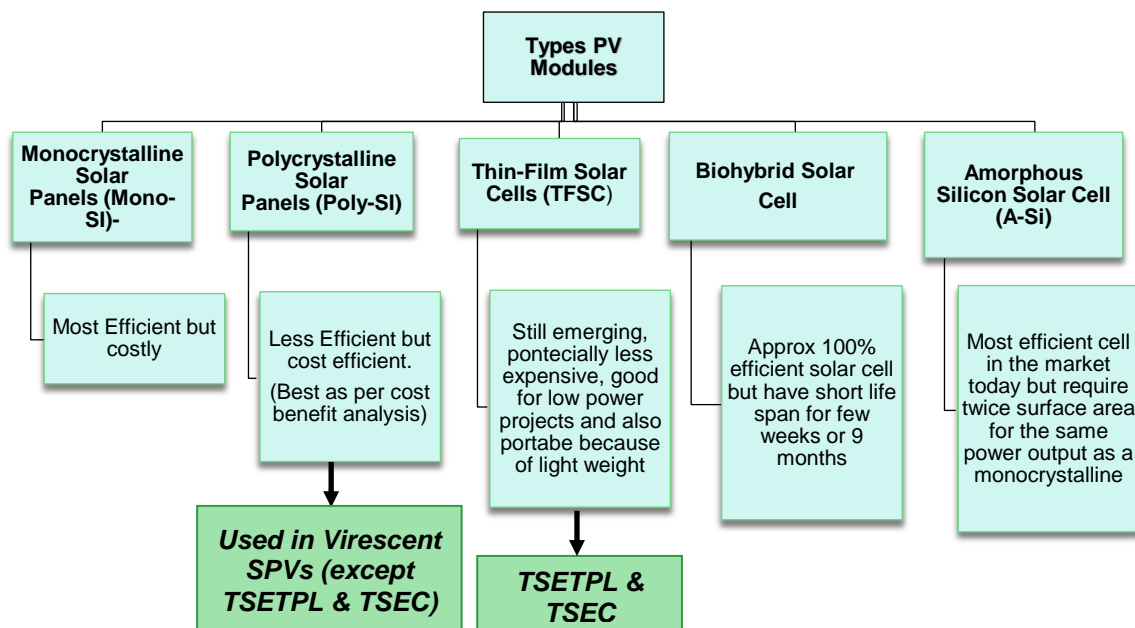 Types PV
Modules
Monocrystalline
Solar
Panels (Mono-
SI)-
Polycrystalline
Solar
Panels (Poly-SI)
Thin-Film Solar
Cells (TFSC)
Biohybrid Solar
Cell
Amorphous
Silicon Solar Cell
(A-Si)
Most Efficient but
costly
Less Efficient but
cost efficient.
(Best as per cost
benefit analysis)
Still emerging,
pontecially less
expensive, good
for low power
projects and also
portabe because
of light weight
Approx 100%
efficient solar cell
but have short life
span for few
weeks or 9
months
Most efficient cell
in the market
today but require
twice surface area
for the same
power output as a
monocrystalline
Used in Virescent
SPVs (except
TSETPL & TSEC)
TSETPL &
TSEC